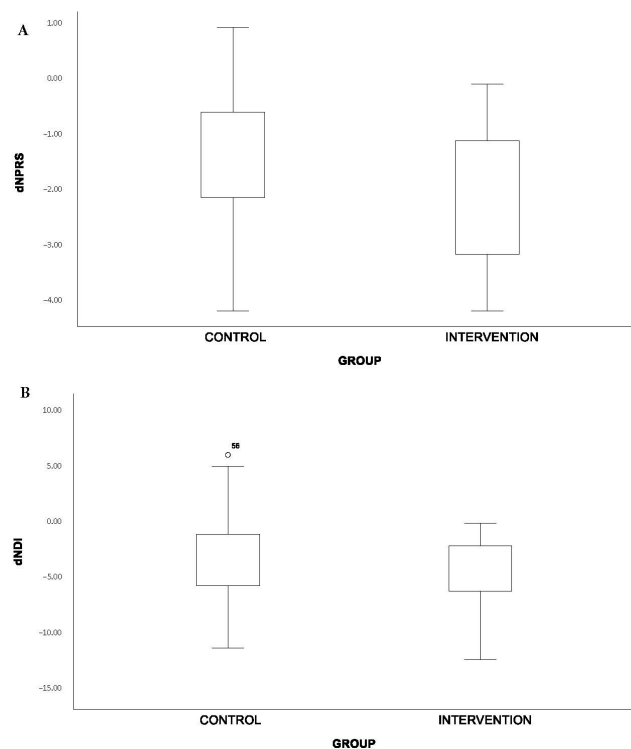 A
1.00
0.00
−1.00
−2.00
−3.00
−4.00
dNPRS
CONTROL
INTERVENTION
GROUP
B
10.00
5.00
0.00
−5.00
−10.00
−15.00
dNDI
56
CONTROL
INTERVENTION
GROUP